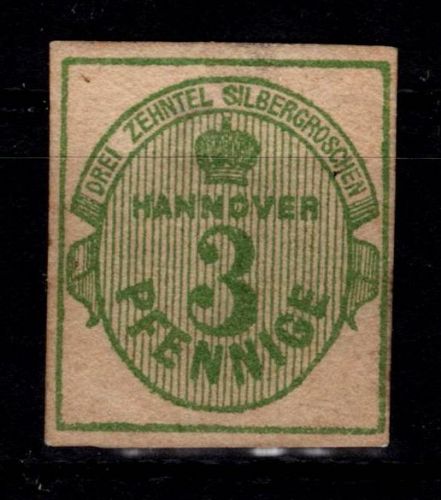 DREI ZEHNTEL SILBERGROSCHEN
HANNOVER
3
PFENNIGE